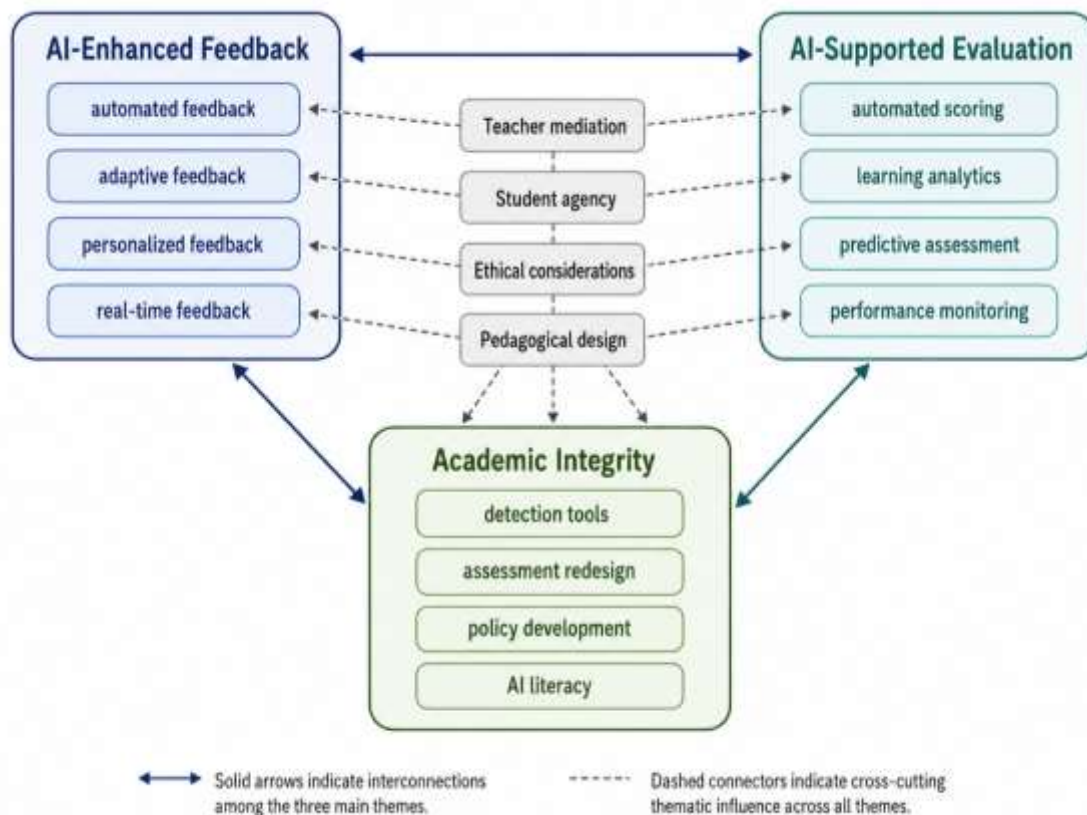 AI-Enhanced Feedback
automated feedback
adaptive feedback
personalized feedback
real-time feedback
Teacher mediation
Student agency
Ethical considerations
Pedagogical design
AI-Supported Evaluation
automated scoring
learning analytics
predictive assessment
performance monitoring
Academic Integrity
detection tools
assessment redesign
policy development
AI literacy
Solid arrows indicate interconnections
among the three main themes.
Dashed connectors indicate cross-cutting
thematic influence across all themes.